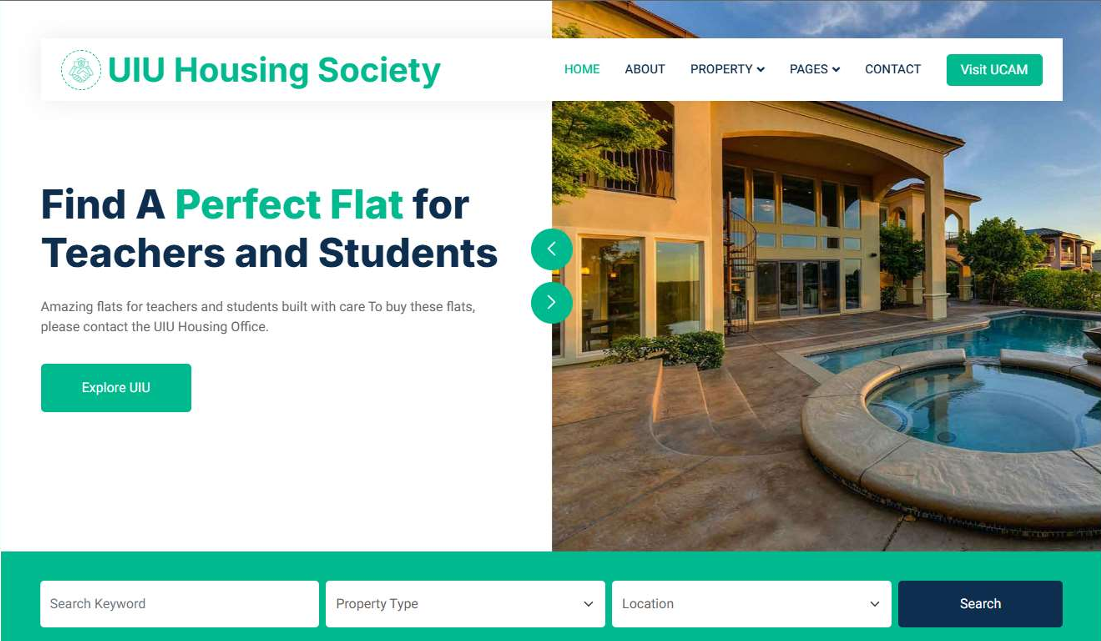 UIU Housing Society
HOME ABOUT PROPERTY PAGES CONTACT Visit UCAM
Find A Perfect Flat for
Teachers and Students
Amazing flats for teachers and students built with care To buy these flats,
please contact the UIU Housing Office.
Explore UIU
Search Keyword Property Type Location Search